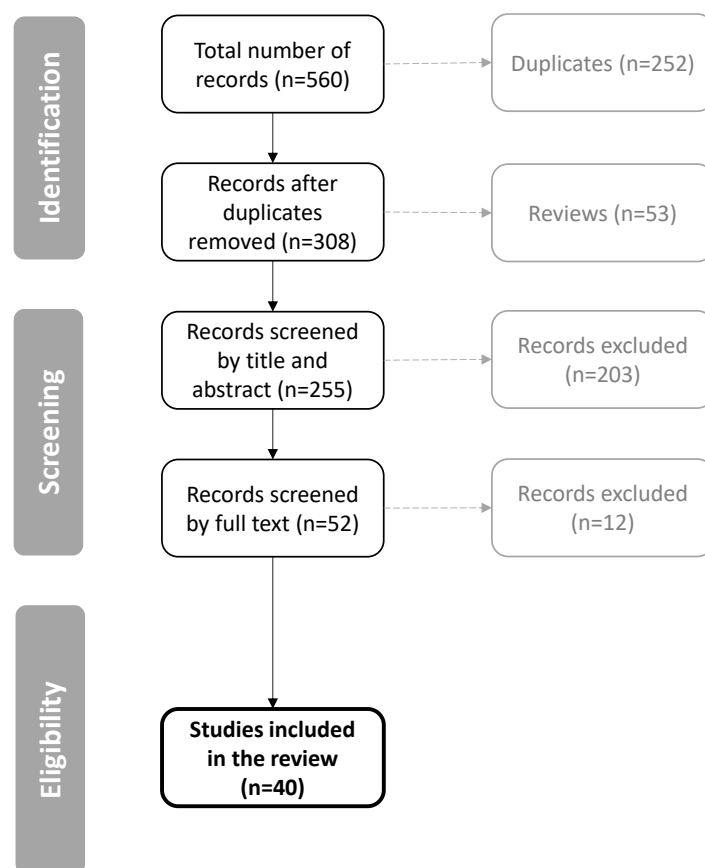 Identification
Total number of
records (n=560)
Duplicates (n=252)
Records after
duplicates
removed (n=308)
Reviews (n=53)
Screening
Records screened
by title and
abstract (n=255)
Records excluded
(n=203)
Records screened
by full text (n=52)
Records excluded
(n=12)
Eligibility
Studies included
in the review
(n=40)